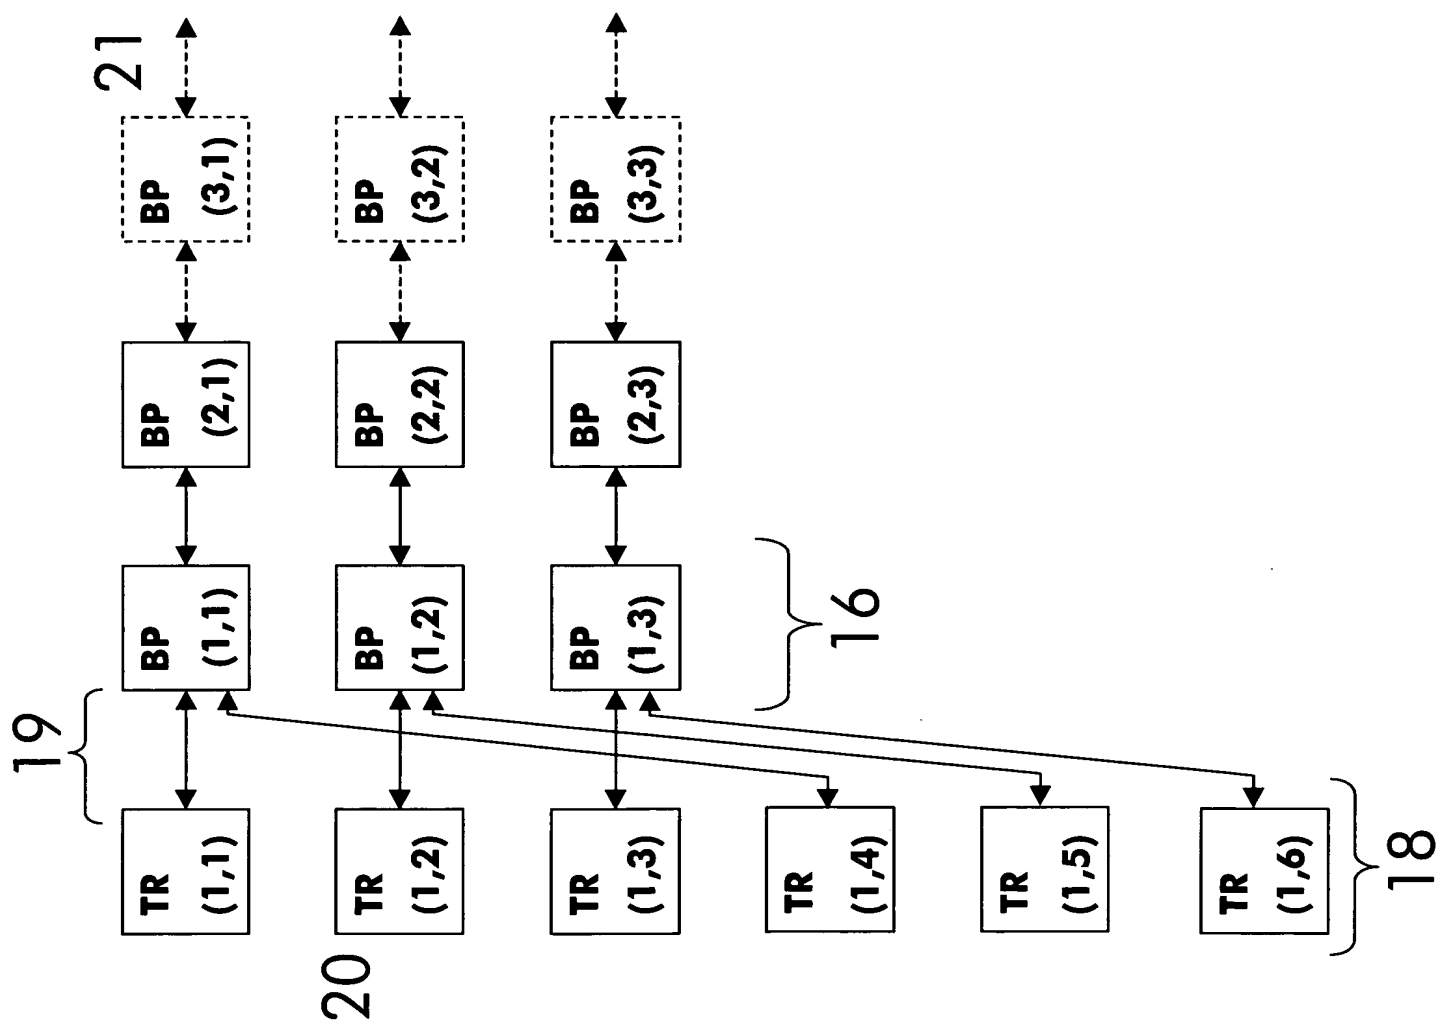 19
21
TR
(1,1)
BP
(1,1)
BP
(2,1)
BP
(3,1)
20
TR
(1,2)
BP
(1,2)
BP
(2,2)
BP
(3,2)
TR
(1,3)
BP
(1,3)
BP
(2,3)
BP
(3,3)
TR
(1,4)
16
TR
(1,5)
TR
(1,6)
18